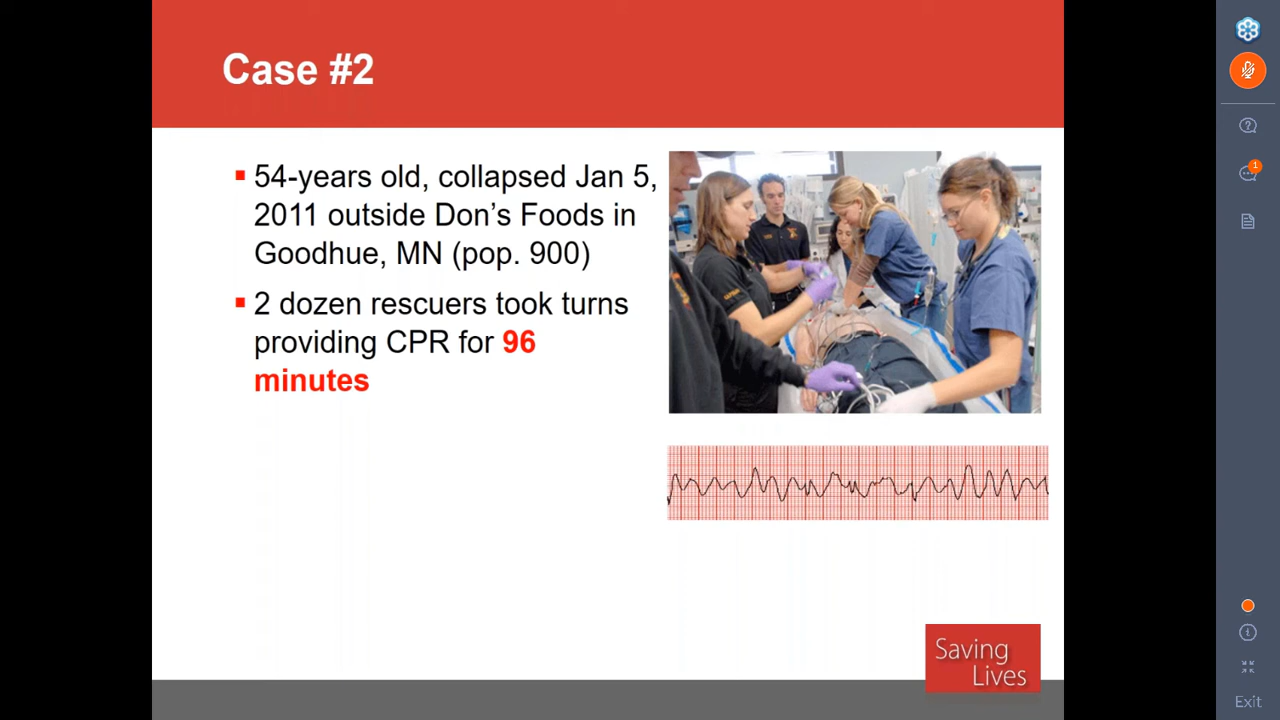 Case #2
54-years old, collapsed Jan 5,
2011 outside Don's Foods in
Goodhue, MN (pop. 900)
2 dozen rescuers took turns
providing CPR for 96
minutes
Saving
Lives
1
Exit